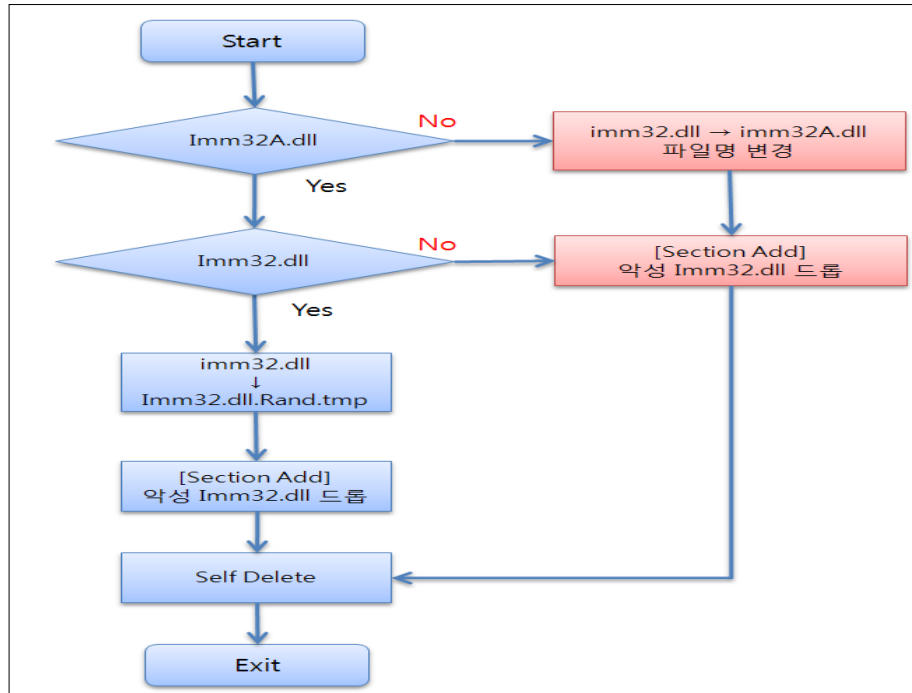 Start
Imm32A.dll
No
imm32.dll → imm32A.dll
파일명 변경
Yes
Imm32.dll
No
[Section Add]
악성 Imm32.dll 드롭
Yes
imm32.dll
↓
Imm32.dll.Rand.tmp
[Section Add]
악성 Imm32.dll 드롭
Self Delete
Exit